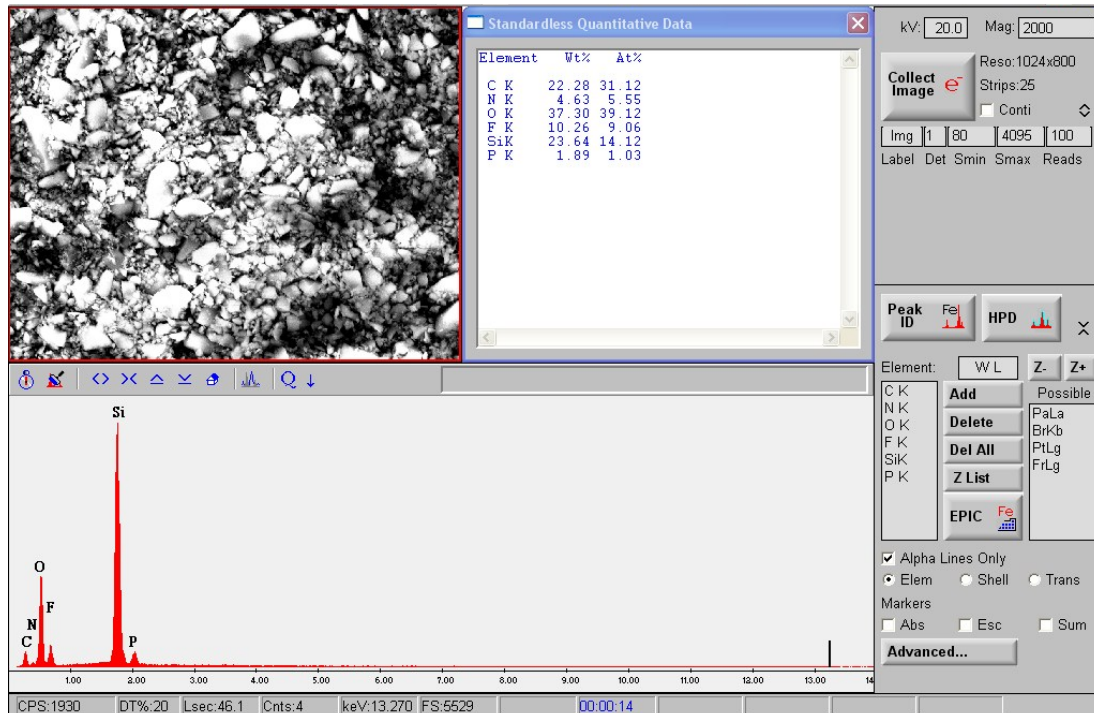 Standardless Quantitative Data
Element Wt% At%
C K 22.28 31.12
N K 4.63 5.55
O K 37.30 39.12
F K 10.26 9.06
SiK 23.64 14.12
P K 1.89 1.03
kV: 20.0 Mag: 2000
Collect Image e-
Reso:1024x800
Strips:25
Conti
Img 1 80 4095 100
Label Det Smin Smax Reads
Peak ID Fe HPD
Element: W L Z- Z+
Possible
C K
N K
O K
F K
SiK
P K
Add
Delete
Del All
Z List
EPIC Fe
PaLa
BrKb
PtLg
FrLg
Alpha Lines Only
Elem Shell Trans
Markers
Abs Esc Sum
Advanced...
Q
Si
O
N
F
C
P
1.00 2.00 3.00 4.00 5.00 6.00 7.00 8.00 9.00 10.00 11.00 12.00 13.00 14
CPS:1930 DT%:20 Lsec:46.1 Cnts:4 keV:13.270 FS:5529 00:00:14